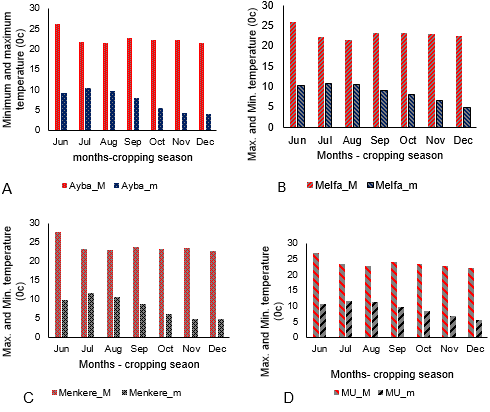 Minimum and maximum
temperature (0c)
30
25
20
15
10
5
0
Jun Jul Aug Sep Oct Nov Dec
months-cropping season
Ayba_M Ayba_m
A
Max. and Min. temperature (0c)
30
25
20
15
10
5
0
Jun Jul Aug Sep Oct Nov Dec
Months - cropping season
Melfa_M Melfa_m
B
Max. and Min. temperature
(0c)
30
25
20
15
10
5
0
Jun Jul Aug Sep Oct Nov Dec
Months - cropping seaon
Menkere_M Menkere_m
C
Max. and Min. temperature
(0c)
30
25
20
15
10
5
0
Jun Jul Aug Sep Oct Nov Dec
Months- cropping season
MU_M MU_m
D